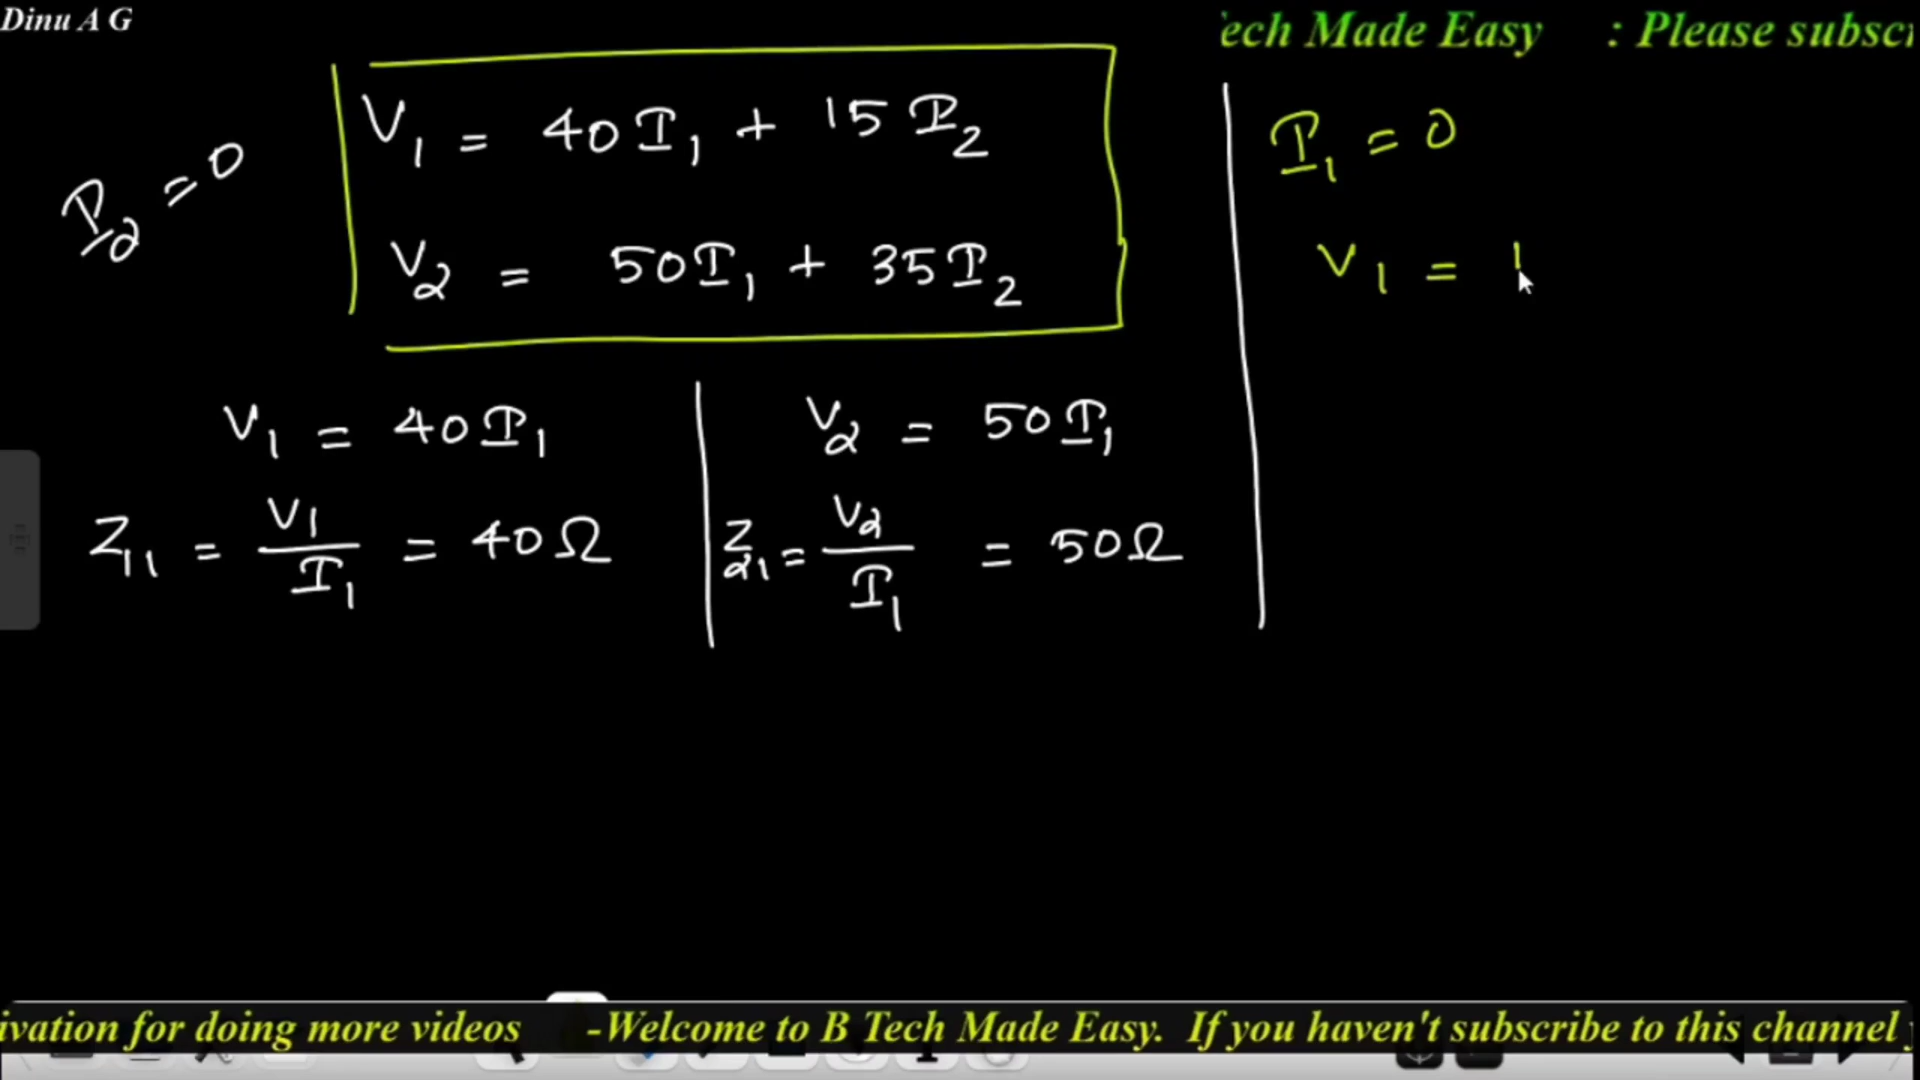 Dinu A G
ech Made Easy : Please subscr
I2 = 0
V1 = 40I1 + 15I2
V2 = 50I1 + 35I2
V1 = 40I1
Z11 = V1/I1 = 40Ω
V2 = 50I1
Z21 = V2/I1 = 50Ω
I1 = 0
V1 = 1
ivation for doing more videos -Welcome to B Tech Made Easy. If you haven't subscribe to this channel y